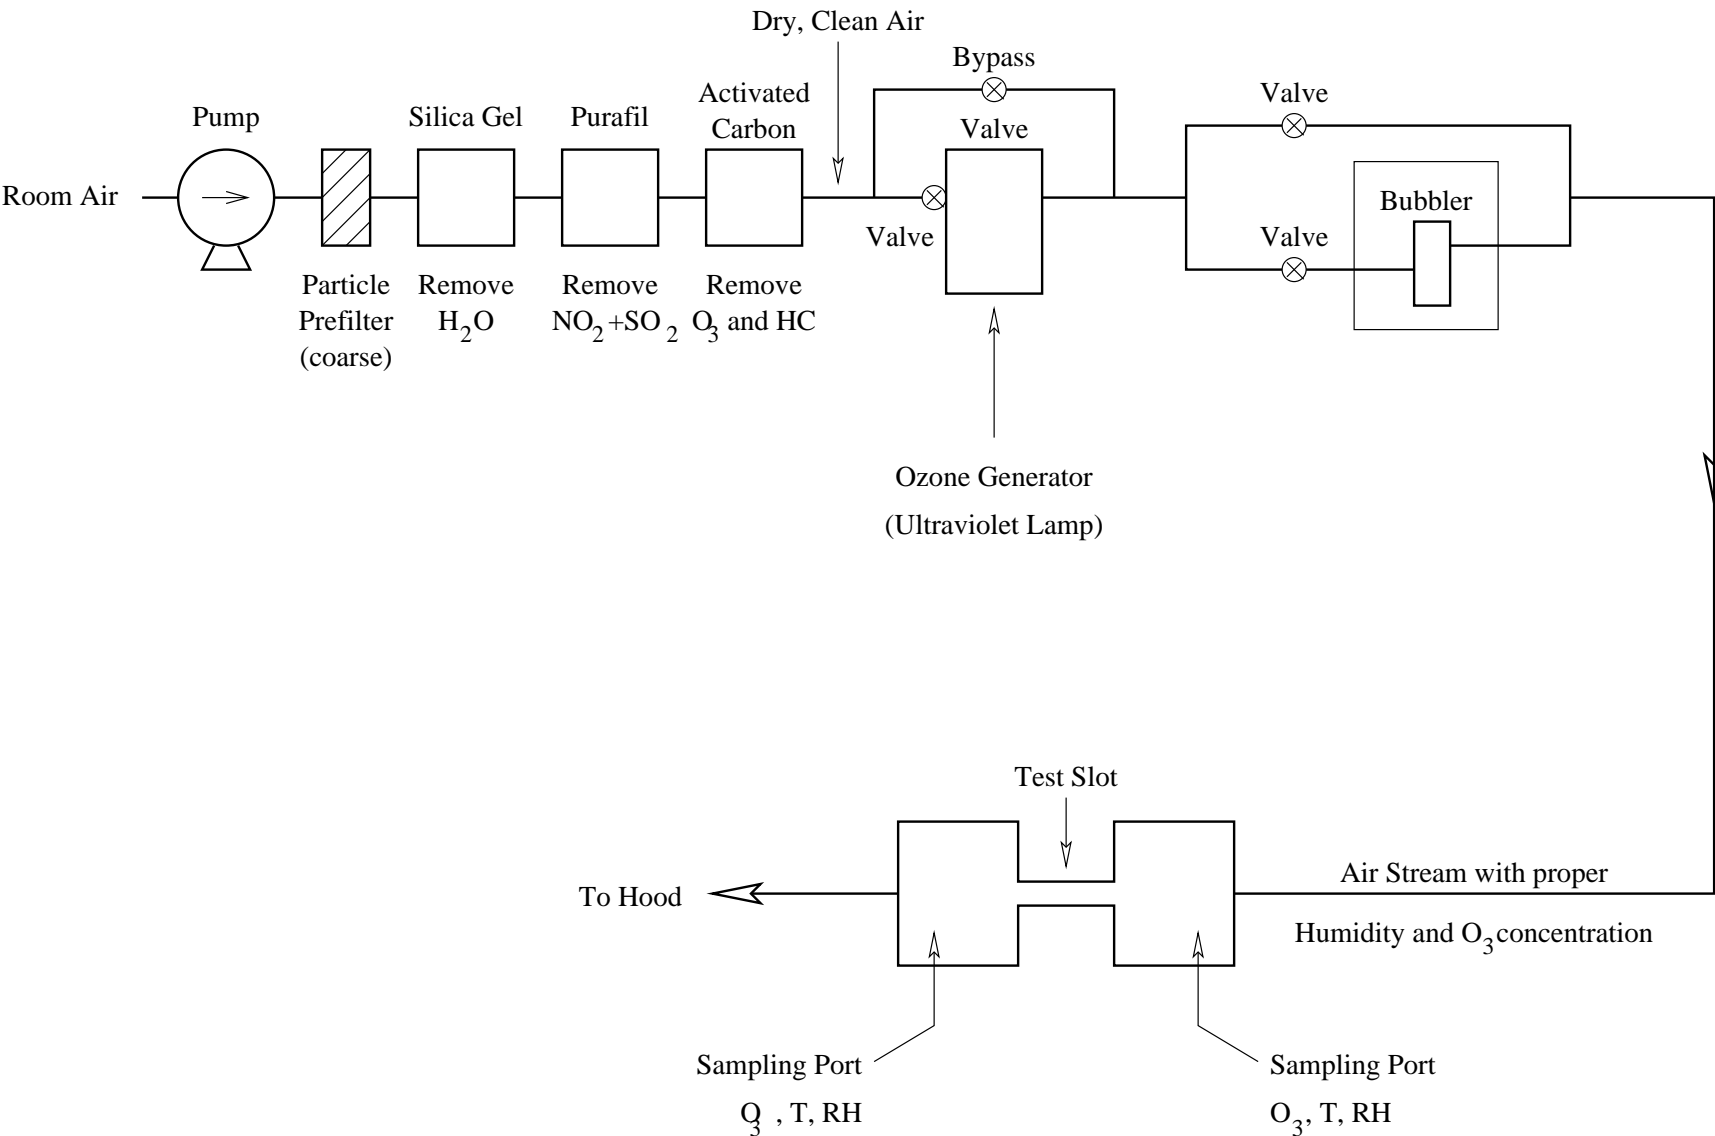 Dry, Clean Air
Bypass
Valve
Pump
Silica Gel
Purafil
Activated
Carbon
Valve
Room Air
Valve
Bubbler
Valve
Particle
Prefilter
(coarse)
Remove
H2O
Remove
NO2+SO2
Remove
O3 and HC
Ozone Generator
(Ultraviolet Lamp)
Test Slot
To Hood
Air Stream with proper
Humidity and O3 concentration
Sampling Port
O3, T, RH
Sampling Port
O3, T, RH